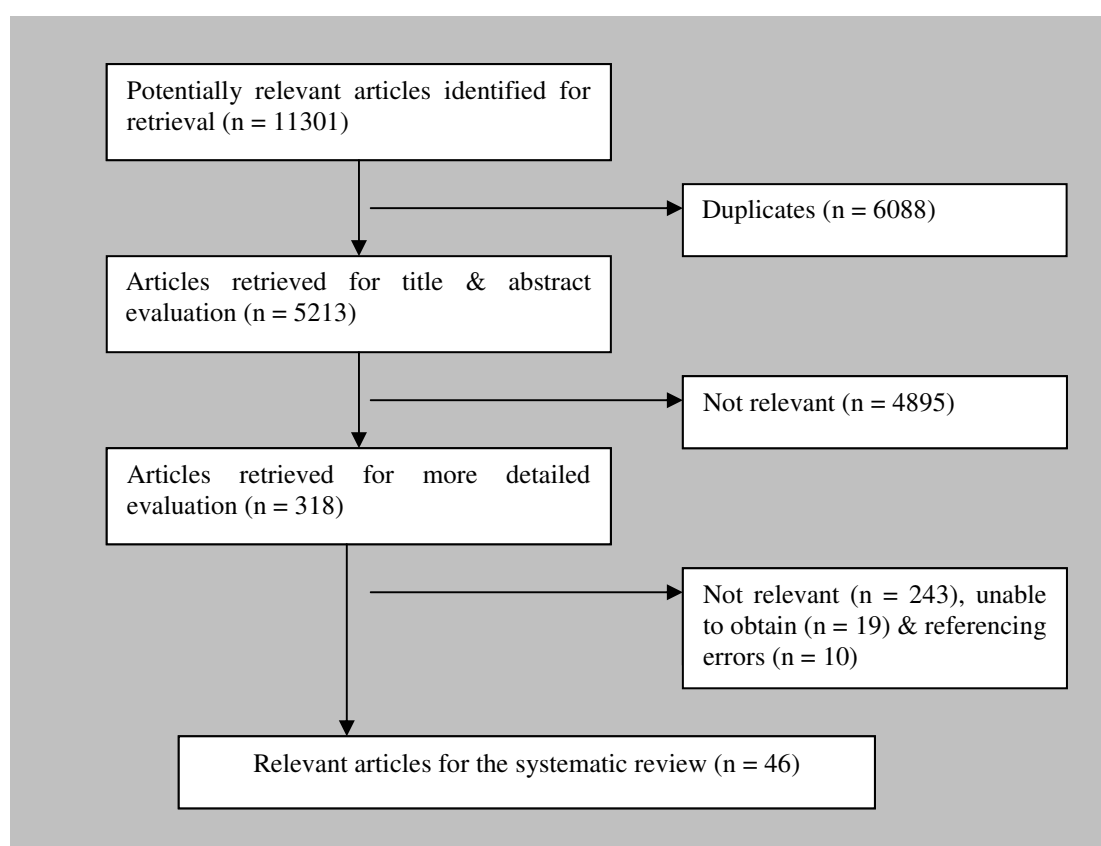 Potentially relevant articles identified for
retrieval (n = 11301)
Duplicates (n = 6088)
Articles retrieved for title & abstract
evaluation (n = 5213)
Not relevant (n = 4895)
Articles retrieved for more detailed
evaluation (n = 318)
Not relevant (n = 243), unable
to obtain (n = 19) & referencing
errors (n = 10)
Relevant articles for the systematic review (n = 46)